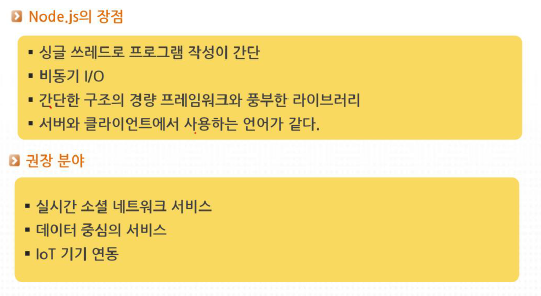 Node.js의 장점
▪ 싱글 쓰레드로 프로그램 작성이 간단
▪ 비동기 I/O
▪ 간단한 구조의 경량 프레임워크와 풍부한 라이브러리
▪ 서버와 클라이언트에서 사용하는 언어가 같다.
권장 분야
▪ 실시간 소셜 네트워크 서비스
▪ 데이터 중심의 서비스
▪ IoT 기기 연동